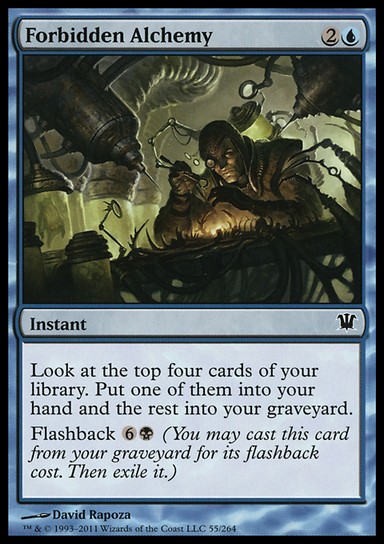 Forbidden Alchemy 2
Instant
Look at the top four cards of your
library. Put one of them into your
hand and the rest into your graveyard.
Flashback 6 (You may cast this card
from your graveyard for its flashback
cost. Then exile it.)
David Rapoza
™ & © 1993–2011 Wizards of the Coast LLC 55/264